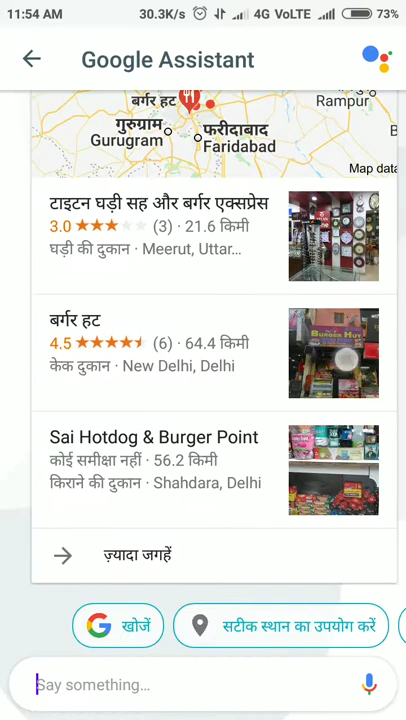 11:54 AM 30.3K/s 4G VoLTE 73%
Google Assistant
बर्गर हट
Rampur
गुरुग्राम
Gurugram
फरीदाबाद
Faridabad
B
Map data
टाइटन घड़ी सह और बर्गर एक्सप्रेस
3.0 (3) · 21.6 किमी
घड़ी की दुकान · Meerut, Uttar...
बर्गर हट
4.5 (6) · 64.4 किमी
केक दुकान · New Delhi, Delhi
BURGER HUT
Sai Hotdog & Burger Point
कोई समीक्षा नहीं · 56.2 किमी
किराने की दुकान · Shahdara, Delhi
ज़्यादा जगहें
खोजें
सटीक स्थान का उपयोग करें
Say something...